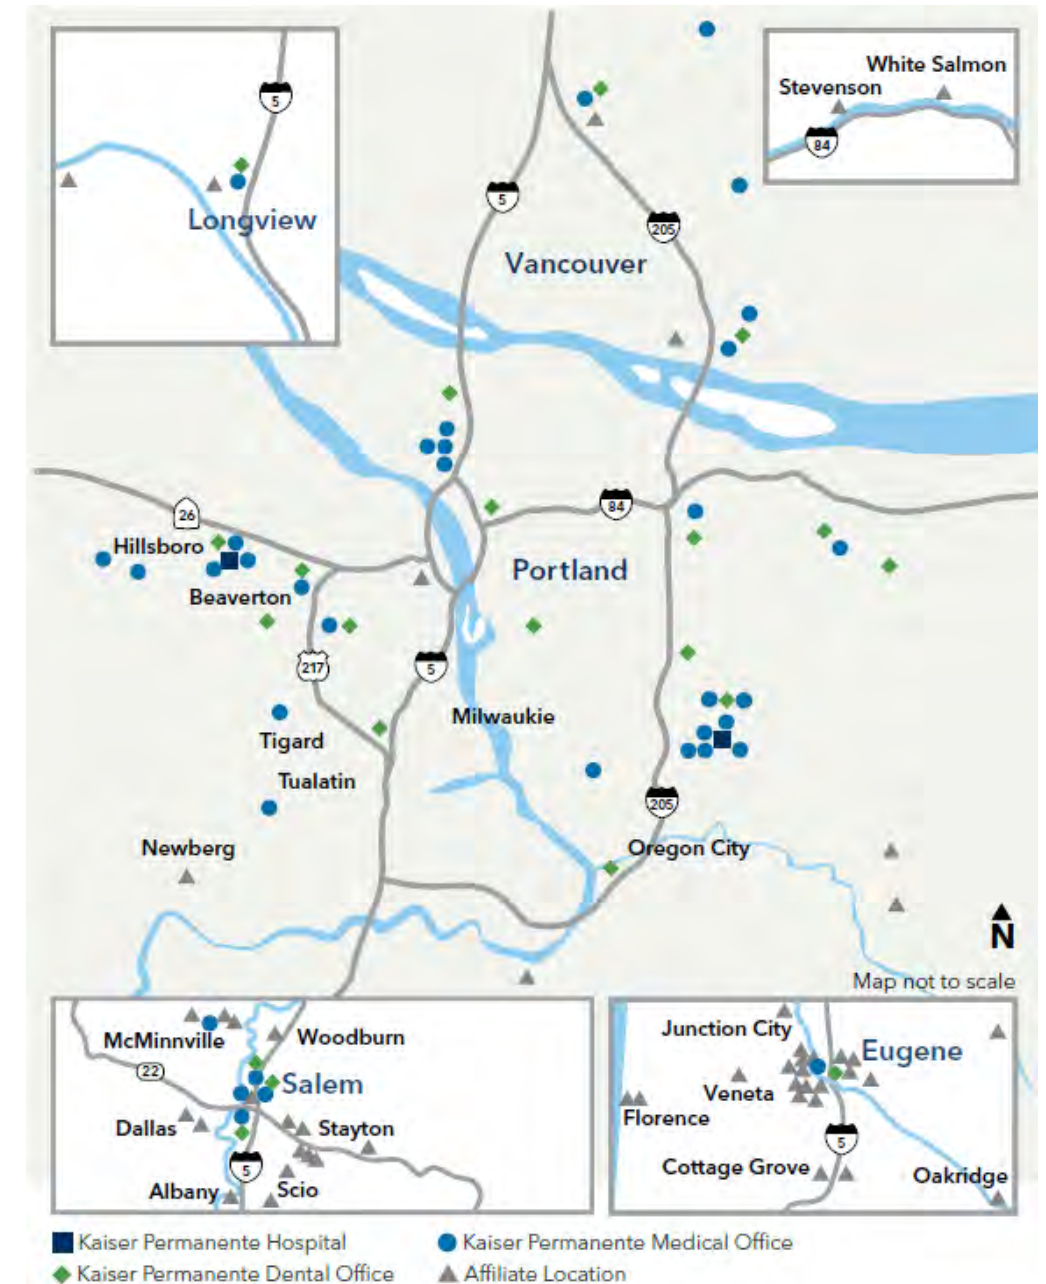 5
White Salmon
Stevenson
84
5
205
Longview
Vancouver
26
84
Hillsboro
Portland
Beaverton
217
5
Milwaukie
Tigard
Tualatin
205
Newberg
Oregon City
N
Map not to scale
McMinnville
Woodburn
22
Salem
Dallas
Stayton
5
Albany
Scio
Junction City
Eugene
Veneta
Florence
5
Cottage Grove
Oakridge
Kaiser Permanente Hospital
Kaiser Permanente Medical Office
Kaiser Permanente Dental Office
Affiliate Location